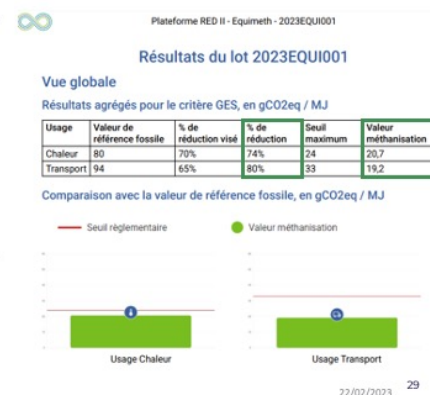 Plateforme RED II - Equimeth - 2023EQUI001
Résultats du lot 2023EQUI001
Vue globale
Résultats agrégés pour le critère GES, en gCO2eq / MJ
Usage Valeur de référence fossile % de réduction visé % de réduction Seuil maximum Valeur méthanisation
Chaleur 80 70% 74% 24 20,7
Transport 94 65% 80% 33 19,2
Comparaison avec la valeur de référence fossile, en gCO2eq / MJ
Seuil règlementaire Valeur méthanisation
Usage Chaleur Usage Transport
22/02/2023 29